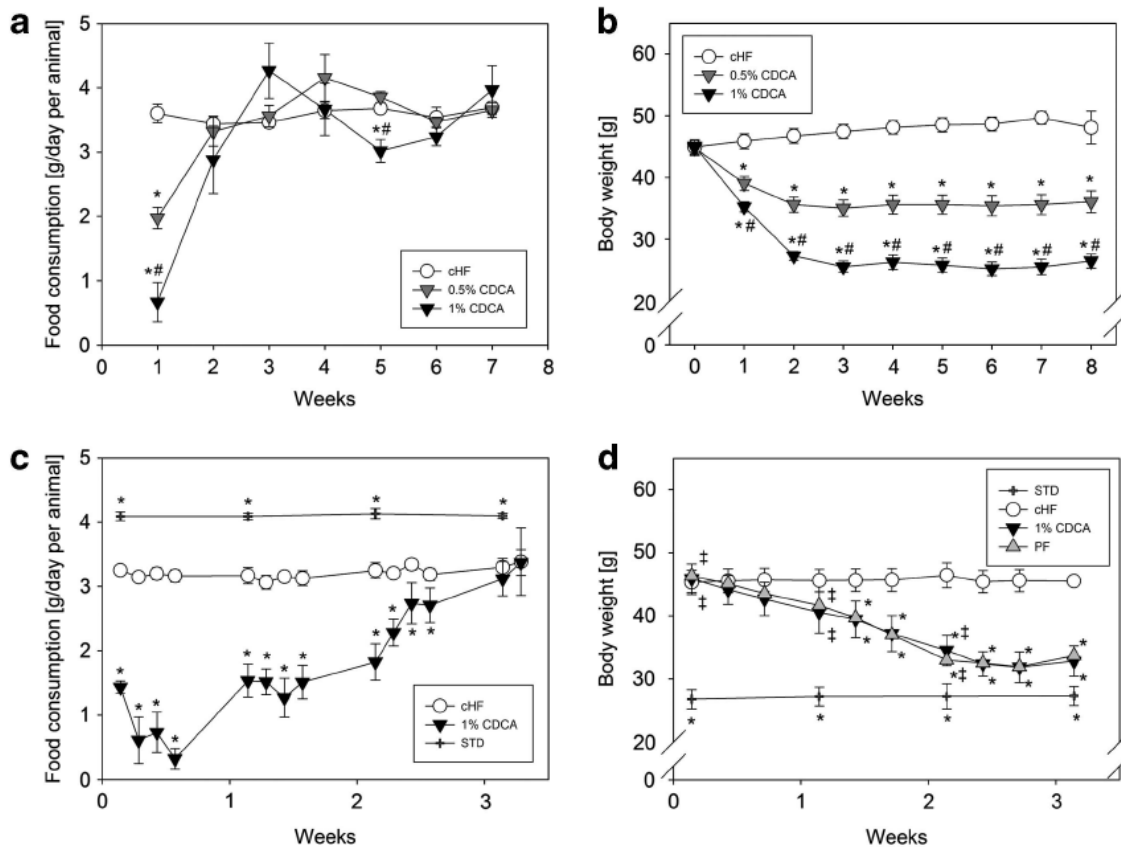 a
Food consumption [g/day per animal]
5
4
3
2
1
0
* *# *#
cHF
0.5% CDCA
1% CDCA
0 1 2 3 4 5 6 7 8
Weeks
b
Body weight [g]
60
50
40
30
20
0
cHF
0.5% CDCA
1% CDCA
* * * * * * * *
*# *# *# *# *# *# *# *#
0 1 2 3 4 5 6 7 8
Weeks
c
Food consumption [g/day per animal]
5
4
3
2
1
0
* * * *
* * * * * * * * * * * *
cHF
1% CDCA
STD
0 1 2 3
Weeks
d
Body weight [g]
60
50
40
30
20
0
STD
cHF
1% CDCA
PF
‡ ‡ * * *‡ * * *
‡ ‡ * * *‡ * * *
* * * *
0 1 2 3
Weeks